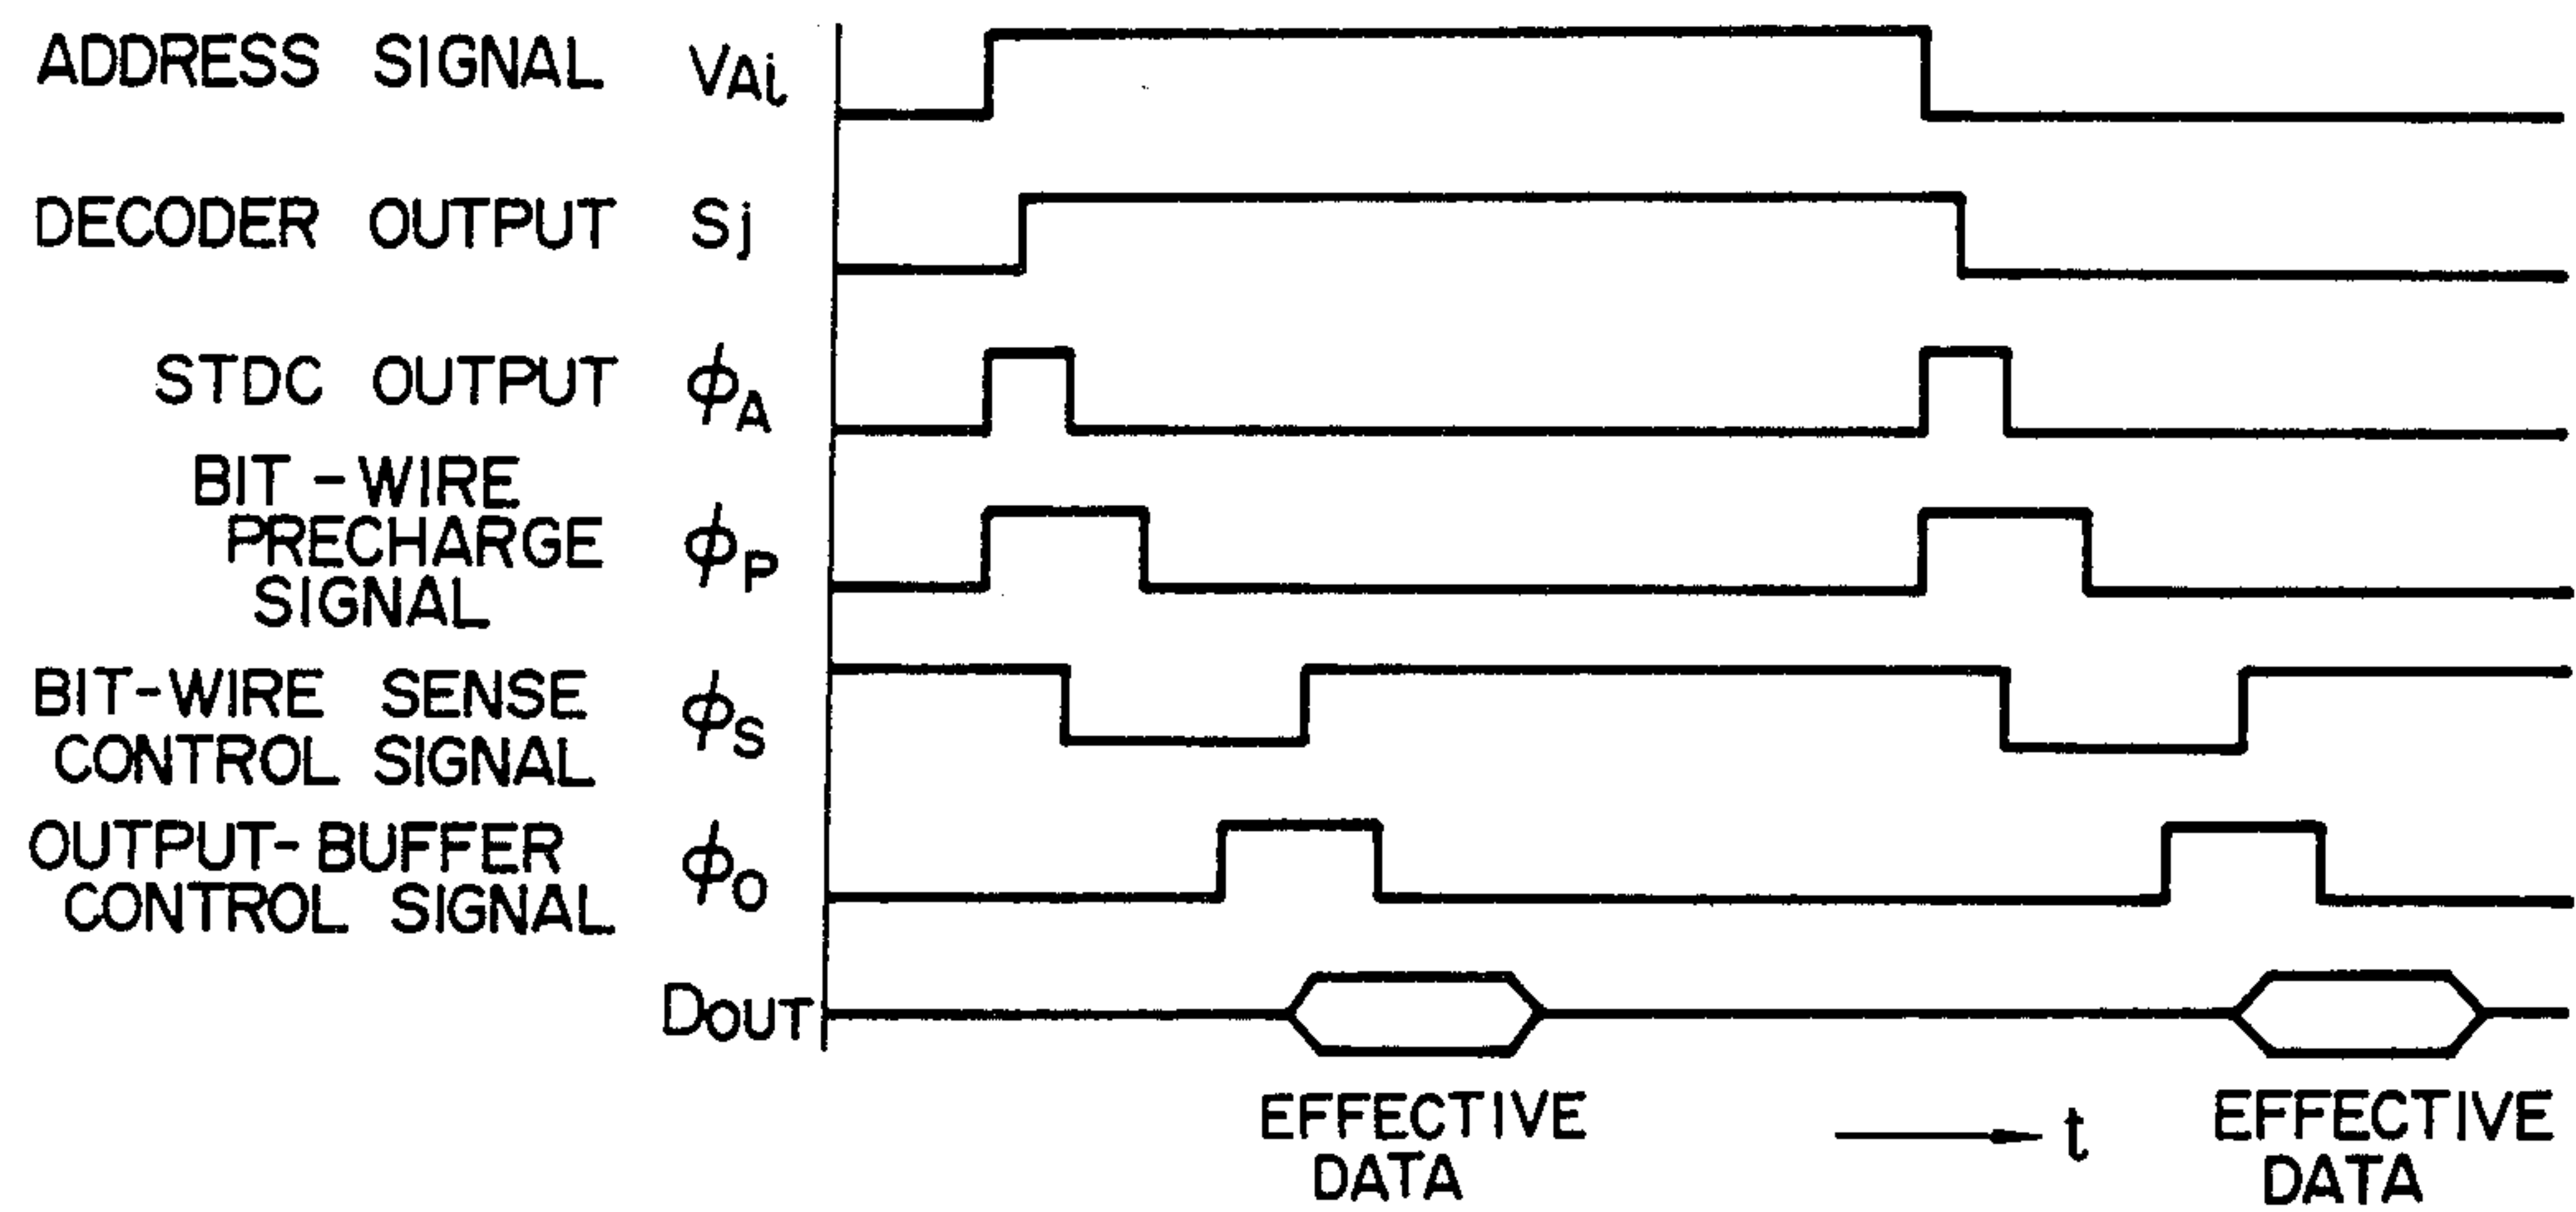 ADDRESS SIGNAL VAi
DECODER OUTPUT Sj
STDC OUTPUT ϕA
BIT-WIRE
PRECHARGE
SIGNAL
ϕP
BIT-WIRE SENSE
CONTROL SIGNAL
ϕS
OUTPUT-BUFFER
CONTROL SIGNAL
ϕO
DOUT
EFFECTIVE
DATA
t
EFFECTIVE
DATA